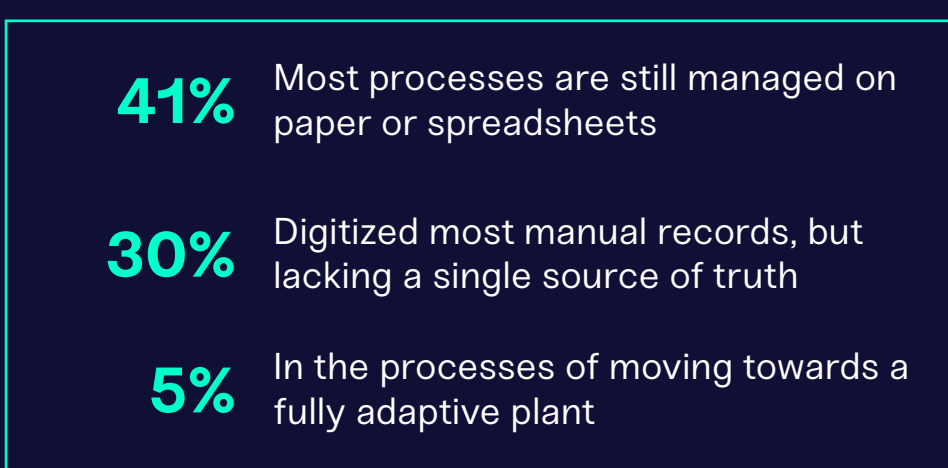 41%
Most processes are still managed on
paper or spreadsheets
30%
Digitized most manual records, but
lacking a single source of truth
5%
In the processes of moving towards a
fully adaptive plant